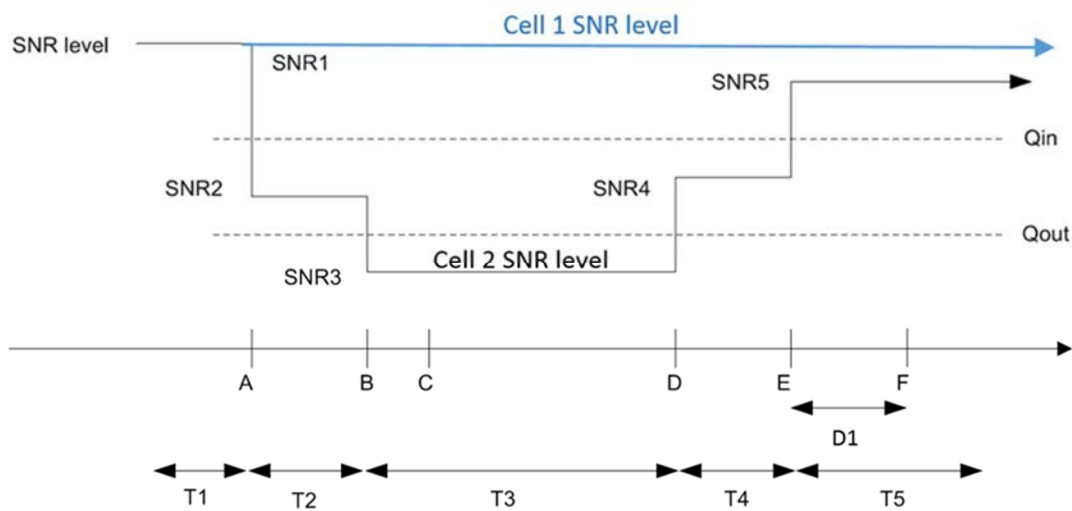 Cell 1 SNR level
SNR level
SNR1
SNR5
Qin
SNR2
SNR4
Qout
Cell 2 SNR level
SNR3
A B C D E F
D1
T1 T2 T3 T4 T5